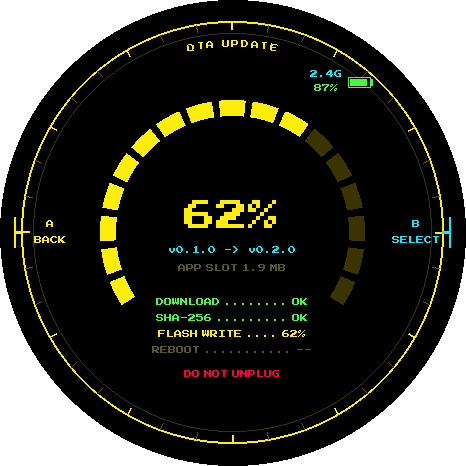 OTA UPDATE
2.4G
87%
62%
A
BACK
B
SELECT
v0.1.0 -> v0.2.0
APP SLOT 1.9 MB
DOWNLOAD ........ OK
SHA-256 ......... OK
FLASH WRITE .... 62%
REBOOT ........... --
DO NOT UNPLUG